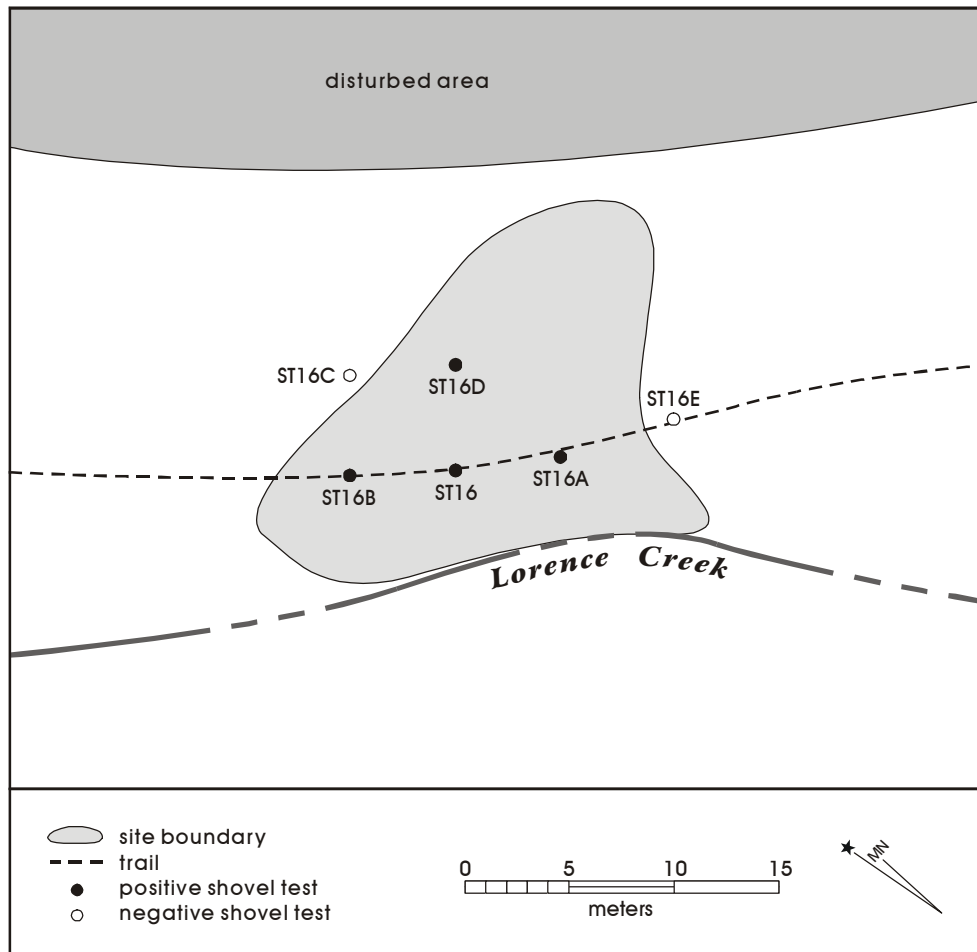 disturbed area
ST16C
ST16D
ST16E
ST16B
ST16
ST16A
Lorence Creek
site boundary
trail
positive shovel test
negative shovel test
0 5 10 15
meters
MN